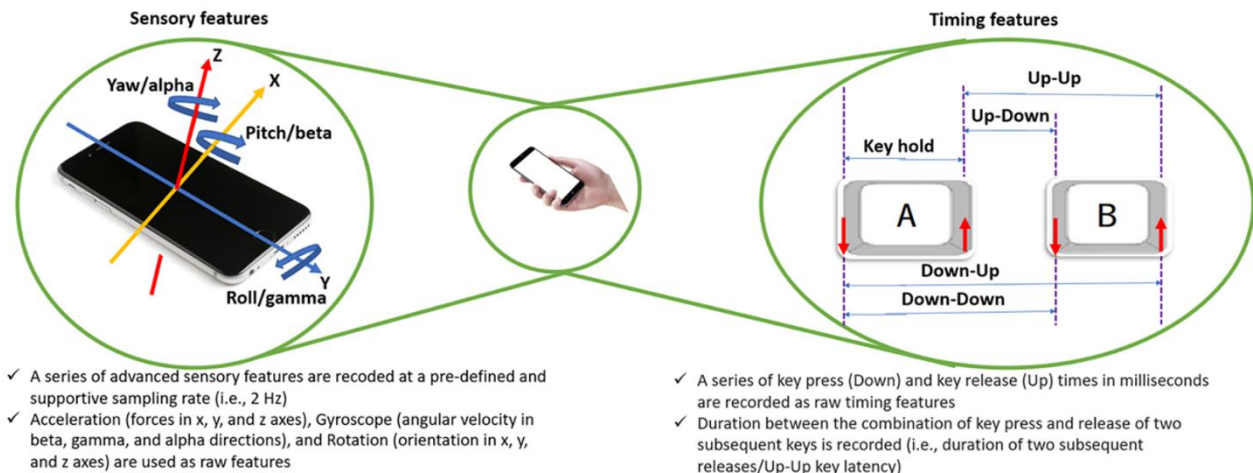 Sensory features
Z
X
Yaw/alpha
Pitch/beta
Y
Roll/gamma
✓ A series of advanced sensory features are recoded at a pre-defined and
supportive sampling rate (i.e., 2 Hz)
✓ Acceleration (forces in x, y, and z axes), Gyroscope (angular velocity in
beta, gamma, and alpha directions), and Rotation (orientation in x, y,
and z axes) are used as raw features
Timing features
Up-Up
Up-Down
Key hold
A B
Down-Up
Down-Down
✓ A series of key press (Down) and key release (Up) times in milliseconds
are recorded as raw timing features
✓ Duration between the combination of key press and release of two
subsequent keys is recorded (i.e., duration of two subsequent
releases/Up-Up key latency)